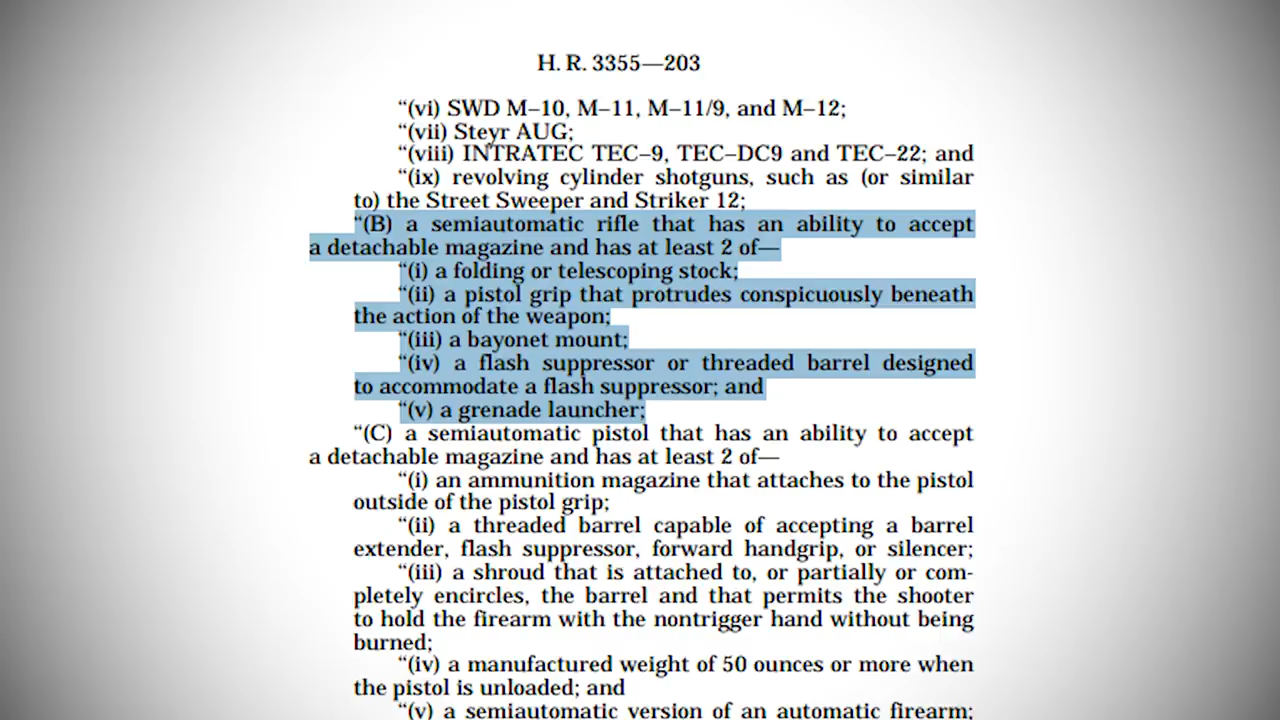 H. R. 3355—203
“(vi) SWD M–10, M–11, M–11/9, and M–12;
“(vii) Steyr AUG;
“(viii) INTRATEC TEC–9, TEC–DC9 and TEC–22; and
“(ix) revolving cylinder shotguns, such as (or similar
to) the Street Sweeper and Striker 12;
“(B) a semiautomatic rifle that has an ability to accept
a detachable magazine and has at least 2 of—
“(i) a folding or telescoping stock;
“(ii) a pistol grip that protrudes conspicuously beneath
the action of the weapon;
“(iii) a bayonet mount;
“(iv) a flash suppressor or threaded barrel designed
to accommodate a flash suppressor; and
“(v) a grenade launcher;
“(C) a semiautomatic pistol that has an ability to accept
a detachable magazine and has at least 2 of—
“(i) an ammunition magazine that attaches to the pistol
outside of the pistol grip;
“(ii) a threaded barrel capable of accepting a barrel
extender, flash suppressor, forward handgrip, or silencer;
“(iii) a shroud that is attached to, or partially or com-
pletely encircles, the barrel and that permits the shooter
to hold the firearm with the nontrigger hand without being
burned;
“(iv) a manufactured weight of 50 ounces or more when
the pistol is unloaded; and
“(v) a semiautomatic version of an automatic firearm;